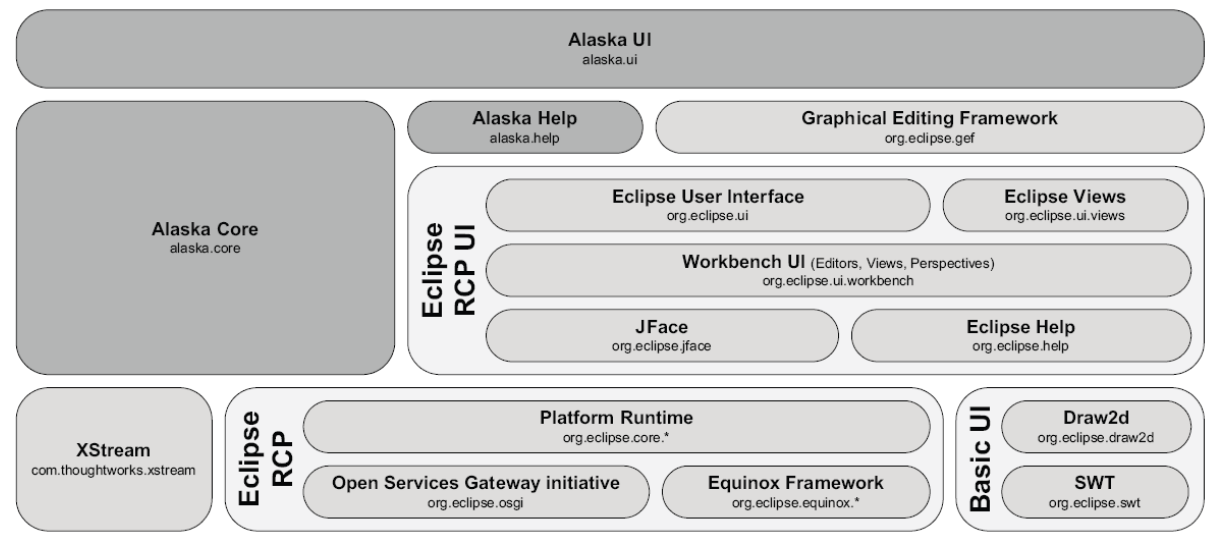 Alaska UI
alaska.ui
Alaska Core
alaska.core
Alaska Help
alaska.help
Graphical Editing Framework
org.eclipse.gef
Eclipse
RCP UI
Eclipse User Interface
org.eclipse.ui
Eclipse Views
org.eclipse.ui.views
Workbench UI (Editors, Views, Perspectives)
org.eclipse.ui.workbench
JFace
org.eclipse.jface
Eclipse Help
org.eclipse.help
XStream
com.thoughtworks.xstream
Eclipse
RCP
Platform Runtime
org.eclipse.core.*
Open Services Gateway initiative
org.eclipse.osgi
Equinox Framework
org.eclipse.equinox.*
Basic UI
Draw2d
org.eclipse.draw2d
SWT
org.eclipse.swt